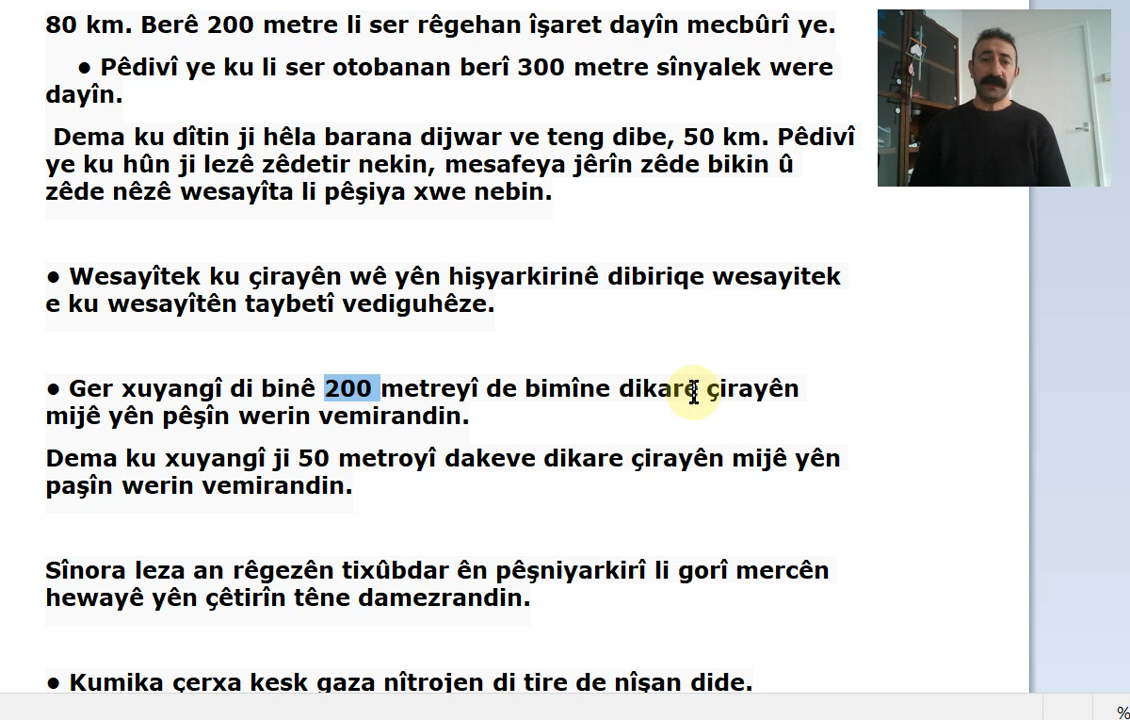 80 km. Berê 200 metre li ser rêgehan îşaret dayîn mecbûrî ye.
• Pêdivî ye ku li ser otobanan berî 300 metre sînyalek were
dayîn.
Dema ku dîtin ji hêla barana dijwar ve teng dibe, 50 km. Pêdivî
ye ku hûn ji lezê zêdetir nekin, mesafeya jêrîn zêde bikin û
zêde nêzê wesayîta li pêşiya xwe nebin.
• Wesayîtek ku çirayên wê yên hişyarkirinê dibiriqe wesayitek
e ku wesayîtên taybetî vediguhêze.
• Ger xuyangî di binê 200 metreyî de bimîne dikare çirayên
mijê yên pêşîn werin vemirandin.
Dema ku xuyangî ji 50 metroyî dakeve dikare çirayên mijê yên
paşîn werin vemirandin.
Sînora leza an rêgezên tixûbdar ên pêşniyarkirî li gorî mercên
hewayê yên çêtirîn têne damezrandin.
• Kumika çerxa kesk gaza nîtrojen di tire de nîşan dide.
%